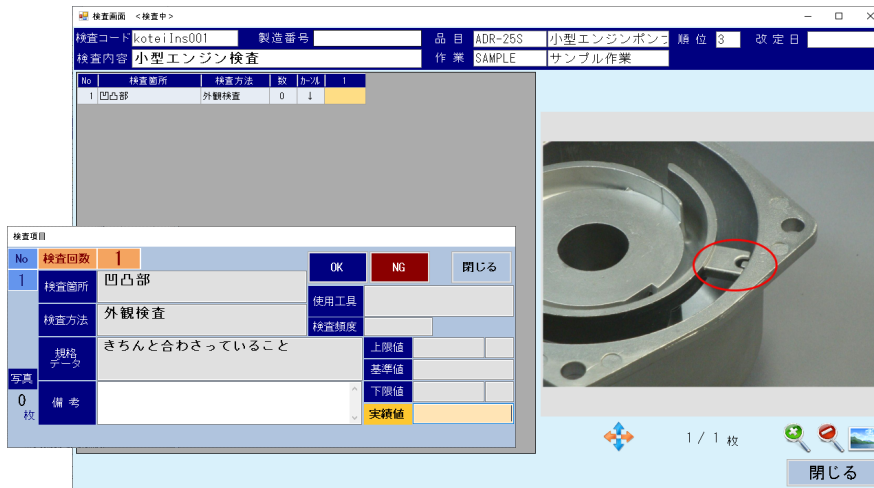 検査画面 <検査中>
検査コード koteiIns001 製造番号 品目 ADR-25S 小型エンジンポンプ 順位 3 改定日
検査内容 小型エンジン検査 作業 SAMPLE サンプル作業
No 検査箇所 検査方法 数 カーソル 1
1 凹凸部 外観検査 0 ↓
検査項目
No 検査回数 1 OK NG 閉じる
1 検査箇所 凹凸部 使用工具
検査方法 外観検査 検査頻度
規格データ きちんと合わさっていること 上限値
基準値
写真 下限値
0 枚 備考 実績値
1 / 1 枚
閉じる